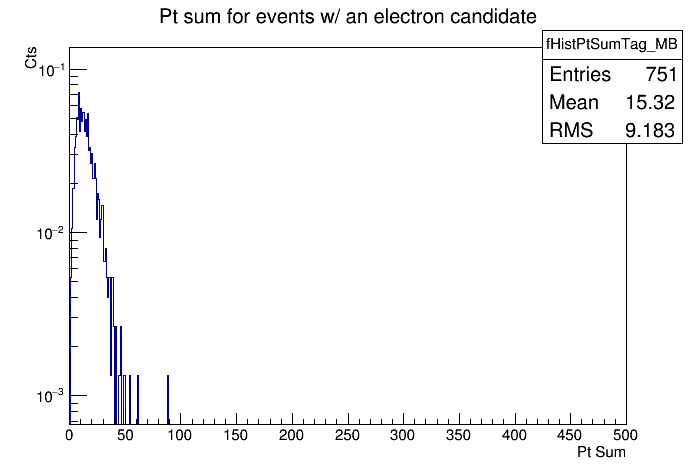 Pt sum for events w/ an electron candidate
fHistPtSumTag_MB
Entries 751
Mean 15.32
RMS 9.183
Cts
10⁻¹
10⁻²
10⁻³
0 50 100 150 200 250 300 350 400 450 500
Pt Sum